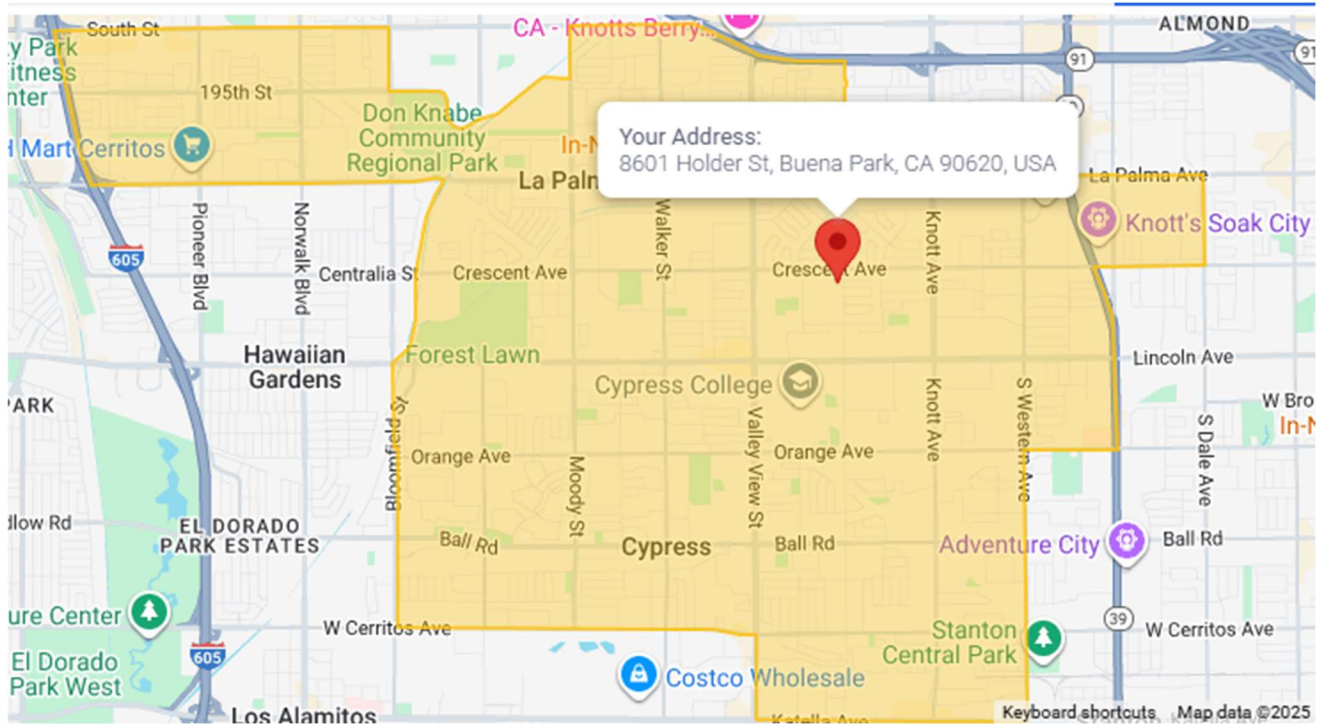 South St
CA - Knotts Berry...
ALMOND
91
91
y Park
itness
nter
195th St
Don Knabe
Community
Regional Park
H Mart Cerritos
In-N
Your Address:
8601 Holder St, Buena Park, CA 90620, USA
La Paln
La Palma Ave
Knott's Soak City
Pioneer Blvd
Norwalk Blvd
Walker St
Knott Ave
605
Centralia St
Crescent Ave
Crescent Ave
Hawaiian
Gardens
Forest Lawn
Lincoln Ave
Cypress College
PARK
Bloomfield St
Valley View St
Knott Ave
S Western Ave
S Dale Ave
W Bro
In-N
Orange Ave
Orange Ave
Moody St
dlow Rd
EL DORADO
PARK ESTATES
Ball Rd
Cypress
Ball Rd
Adventure City
Ball Rd
ure Center
W Cerritos Ave
39
W Cerritos Ave
Stanton
Central Park
605
El Dorado
Park West
Costco Wholesale
Los Alamitos
Katella Ave
Keyboard shortcuts
Map data ©2025